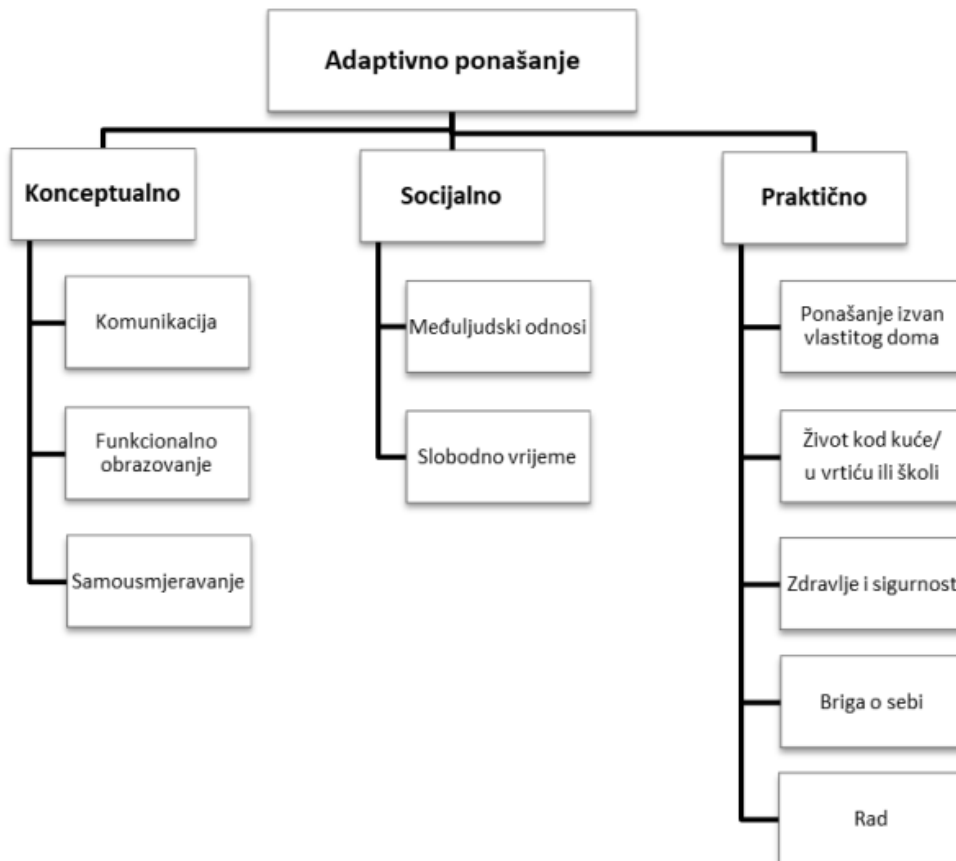 Adaptivno ponašanje
Konceptualno
Komunikacija
Funkcionalno
obrazovanje
Samousmjeravanje
Socijalno
Međuljudski odnosi
Slobodno vrijeme
Praktično
Ponašanje izvan
vlastitog doma
Život kod kuće/
u vrtiću ili školi
Zdravlje i sigurnost
Briga o sebi
Rad